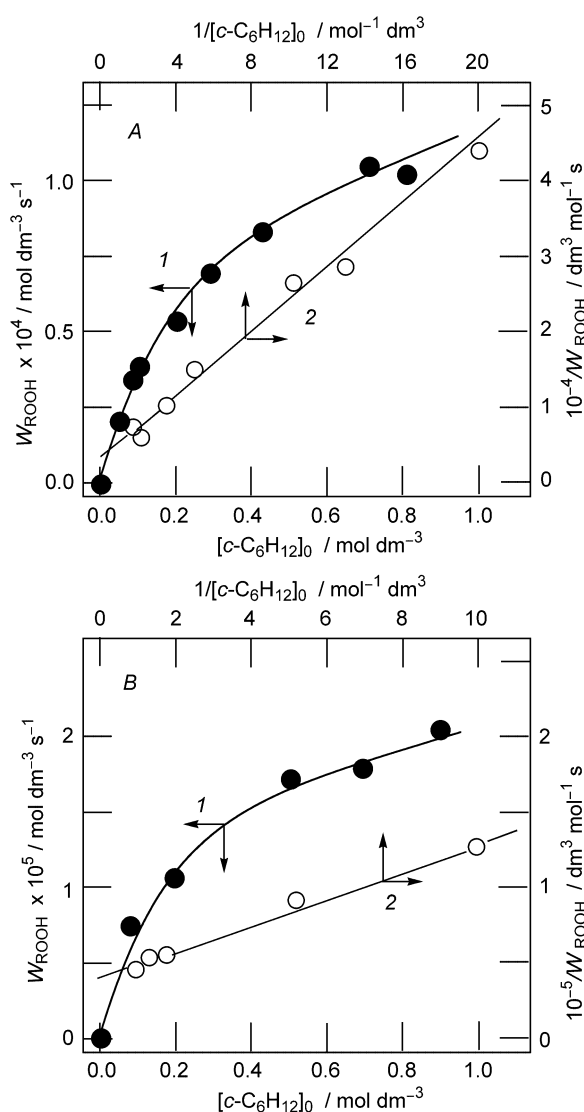 1/[c-C₆H₁₂]₀ / mol⁻¹ dm³
0 4 8 12 16 20
A
W_ROOH × 10⁴ / mol dm⁻³ s⁻¹
1.0
0.5
0.0
1
2
5
4
3
2
1
0
10⁻⁴/W_ROOH / dm³ mol⁻¹ s
0.0 0.2 0.4 0.6 0.8 1.0
[c-C₆H₁₂]₀ / mol dm⁻³
1/[c-C₆H₁₂]₀ / mol⁻¹ dm³
0 2 4 6 8 10
B
W_ROOH × 10⁵ / mol dm⁻³ s⁻¹
2
1
0
1
2
2
1
0
10⁻⁵/W_ROOH / dm³ mol⁻¹ s
0.0 0.2 0.4 0.6 0.8 1.0
[c-C₆H₁₂]₀ / mol dm⁻³